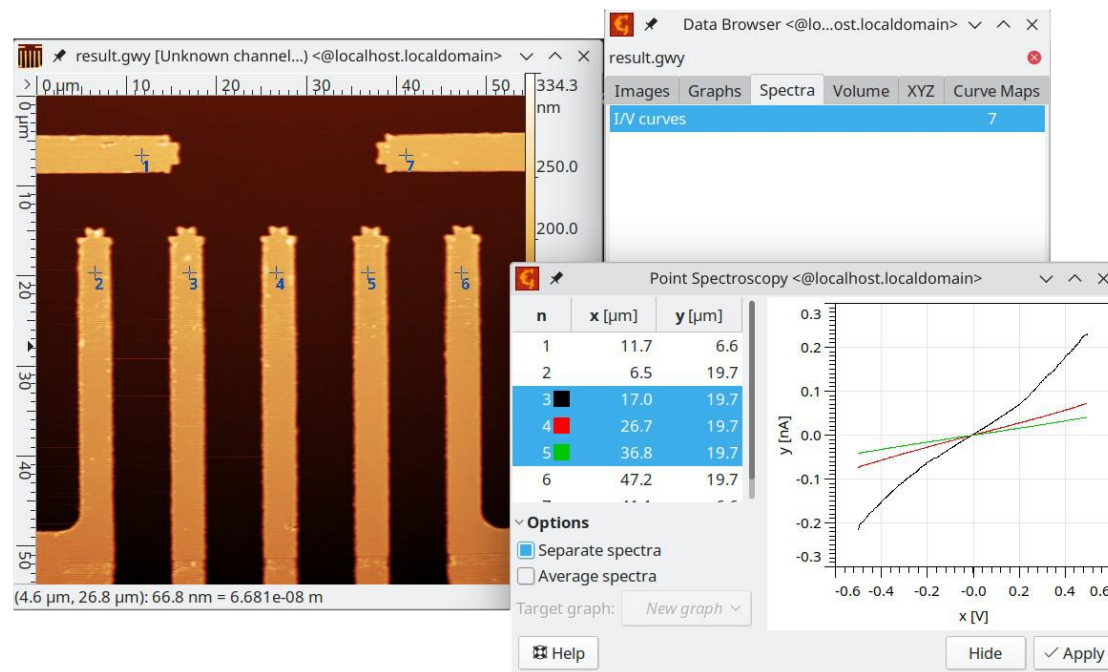 result.gwy [Unknown channel...) <@localhost.localdomain>
0 µm 10 20 30 40 50
334.3
nm
250.0
200.0
0 µm
10
20
30
40
50
1
7
2 3 4 5 6
(4.6 µm, 26.8 µm): 66.8 nm = 6.681e-08 m
Data Browser <@lo...ost.localdomain>
result.gwy
Images Graphs Spectra Volume XYZ Curve Maps
I/V curves 7
Point Spectroscopy <@localhost.localdomain>
n x [µm] y [µm]
1 11.7 6.6
2 6.5 19.7
3 17.0 19.7
4 26.7 19.7
5 36.8 19.7
6 47.2 19.7
Options
Separate spectra
Average spectra
Target graph: New graph
Help
0.3
0.2
0.1
0.0
-0.1
-0.2
-0.3
y [nA]
-0.6 -0.4 -0.2 -0.0 0.2 0.4 0.6
x [V]
Hide Apply